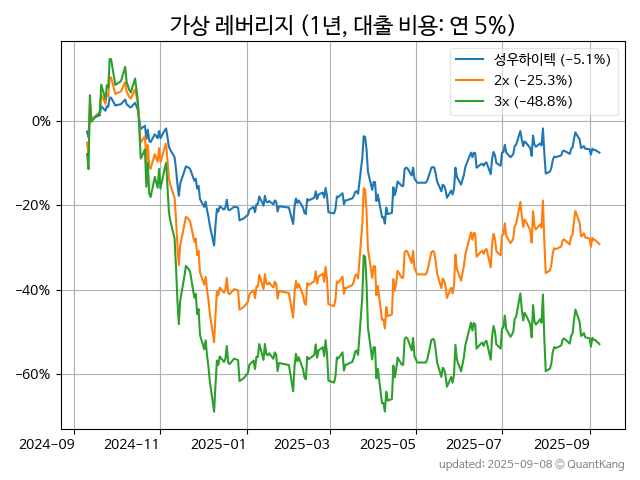 가상 레버리지 (1년, 대출 비용: 연 5%)
성우하이텍 (−5.1%)
2x (−25.3%)
3x (−48.8%)
0%
−20%
−40%
−60%
2024−09 2024−11 2025−01 2025−03 2025−05 2025−07 2025−09
updated: 2025−09−08 © QuantKang